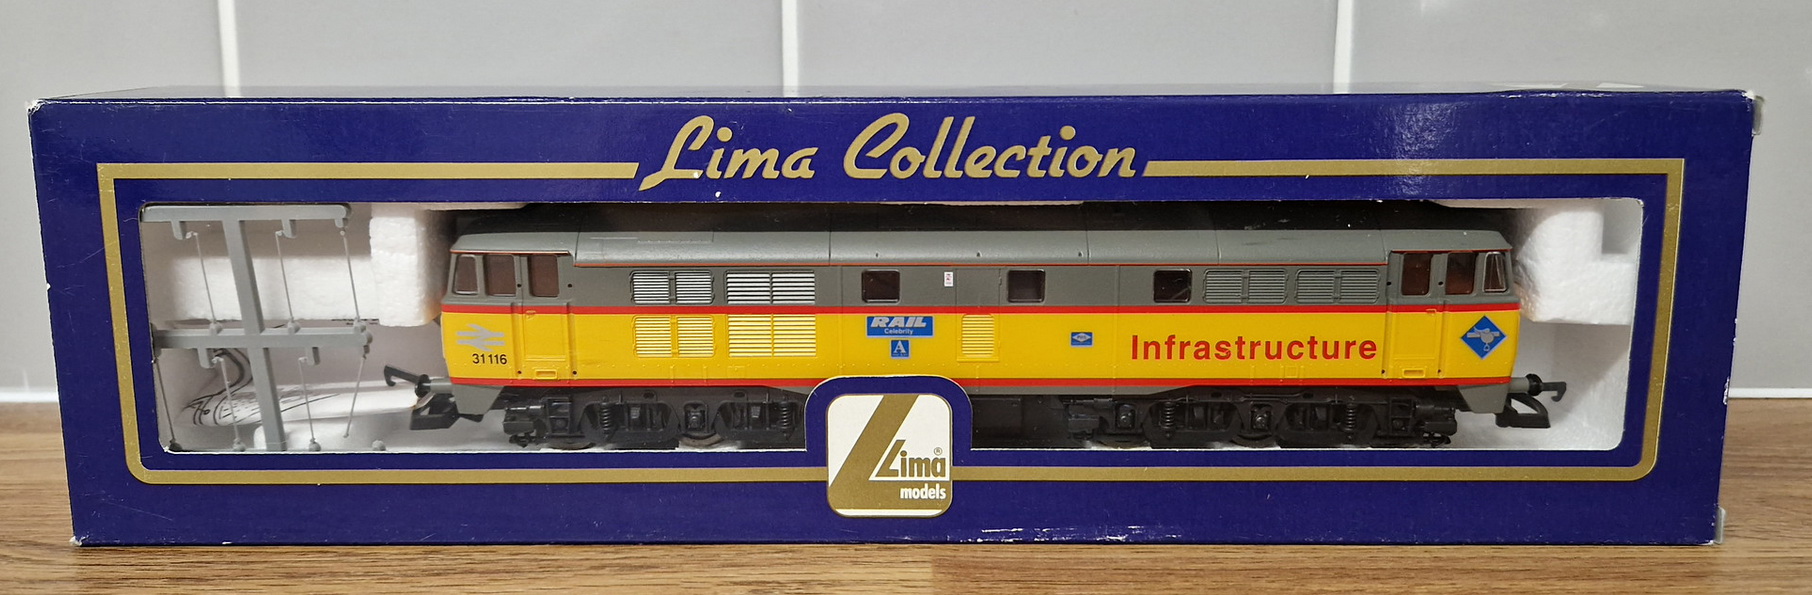 Lima Collection
31116
RAIL
Celebrity
A
Infrastructure
Lima®
models